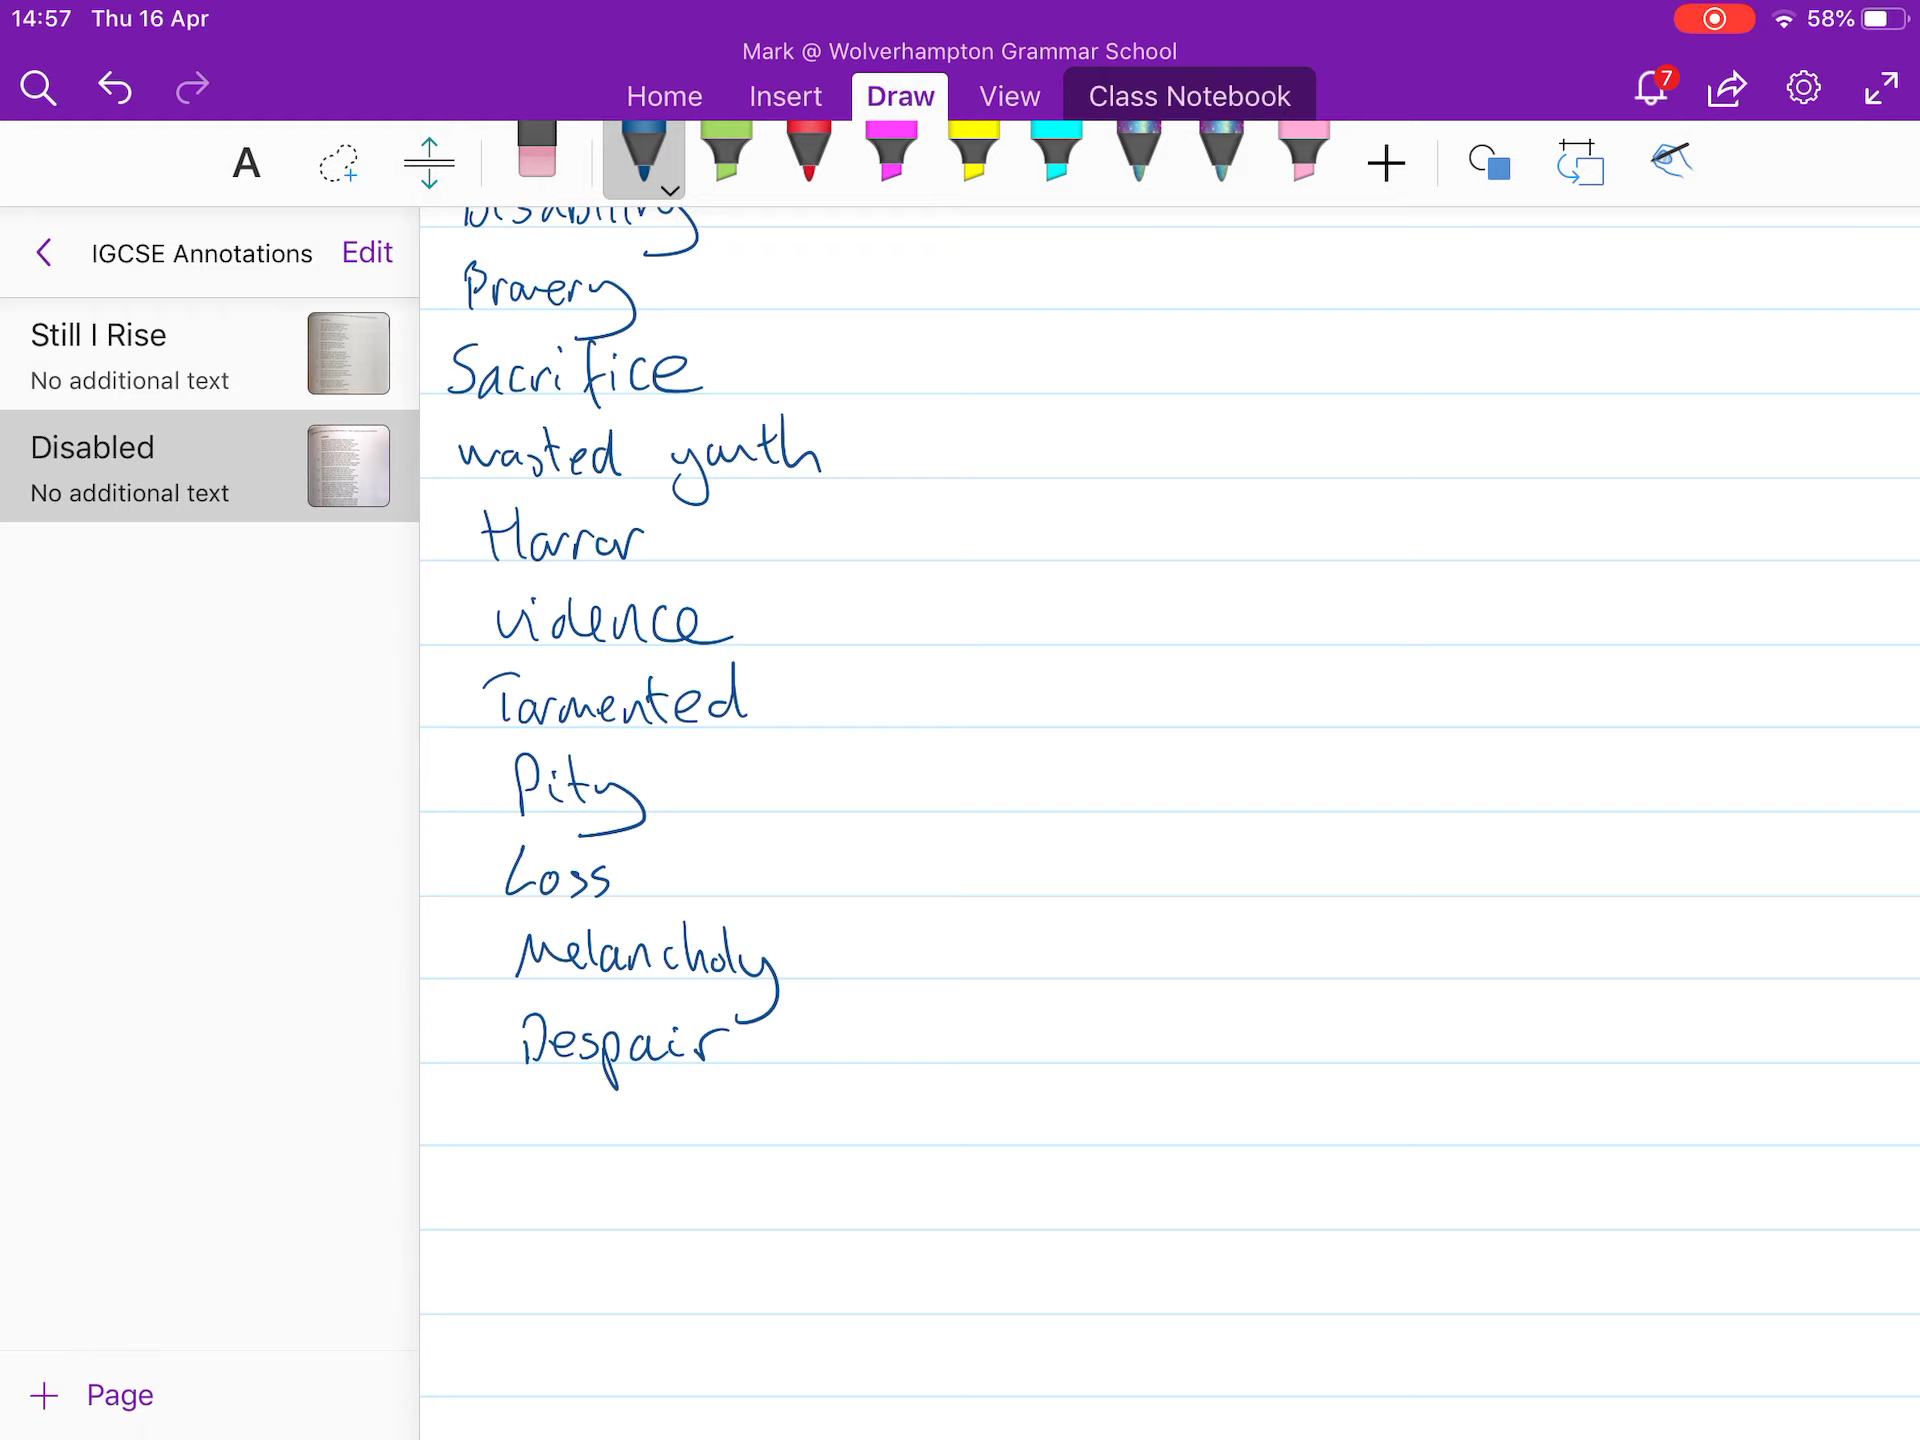 14:57 Thu 16 Apr
58%
Mark @ Wolverhampton Grammar School
Home Insert Draw View Class Notebook
7
A
IGCSE Annotations Edit
Still I Rise
No additional text
Disabled
No additional text
Disability
Bravery
Sacrifice
wasted youth
Horror
violence
Tormented
Pity
Loss
Melancholy
Despair
+ Page